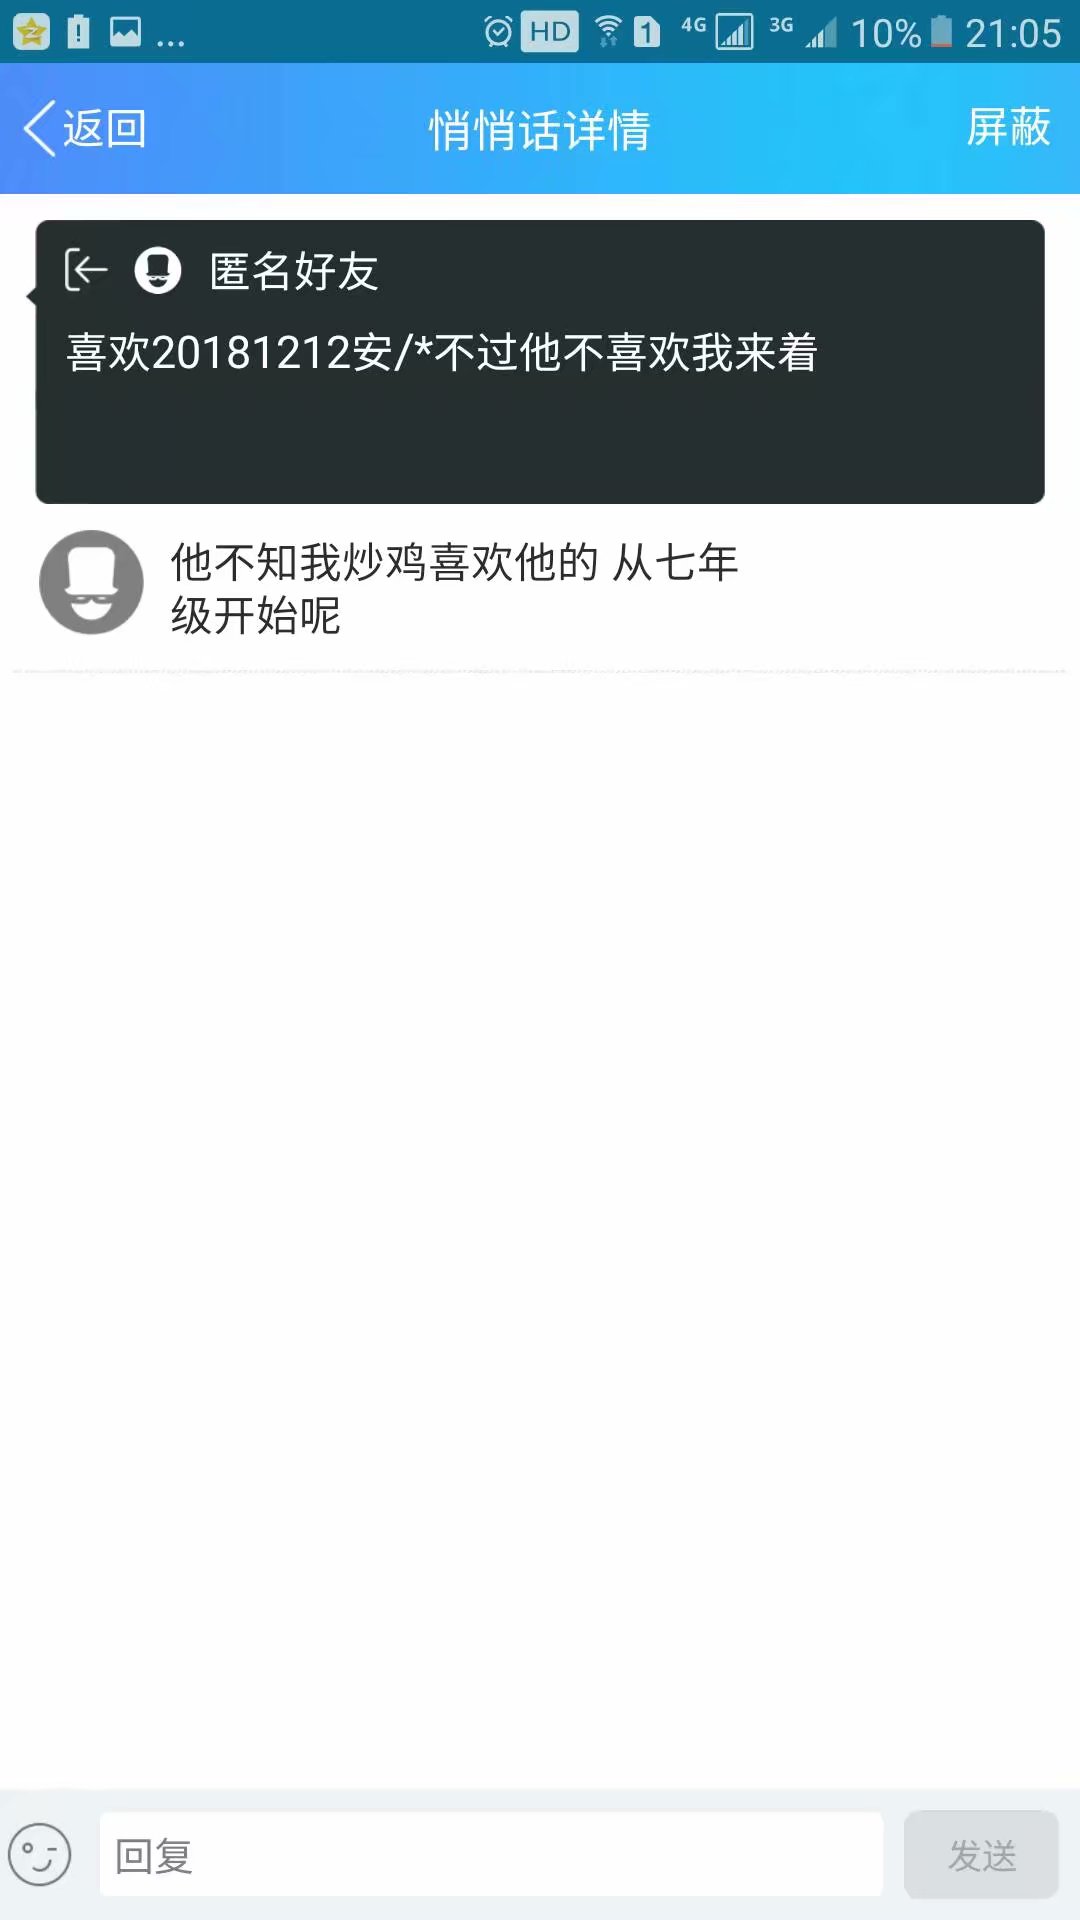 HD 1 4G 3G 10% 21:05
返回 悄悄话详情 屏蔽
匿名好友
喜欢20181212安/*不过他不喜欢我来着
他不知我炒鸡喜欢他的 从七年
级开始呢
回复 发送